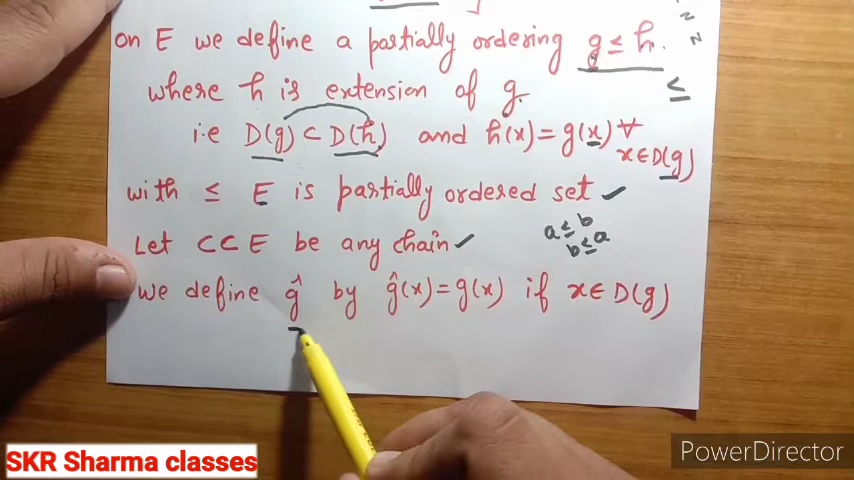 on E we define a partially ordering g ≤ h.
where h is extension of g.
≤
i.e D(g) ⊂ D(h) and h(x) = g(x) ∀
x ∈ D(g)
with ≤ E is partially ordered set ✓
Let C ⊂ E be any chain ✓
a ≤ b
b ≤ a
We define ĝ by ĝ(x) = g(x) if x ∈ D(g)
SKR Sharma classes
PowerDirector